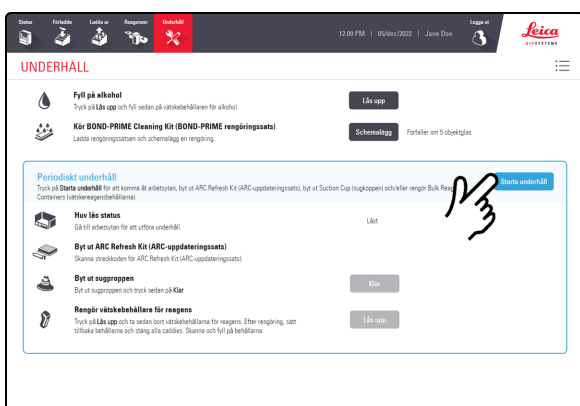 Status
Förladda
Ladda ur
Reagenser
Underhåll
12:09 PM | 05/dec/2022 | Jane Doe
Logga ut
Leica
BIOSYSTEMS
UNDERHÅLL
Fyll på alkohol
Tryck på Lås upp och fyll sedan på vätskebehållaren för alkohol.
Lås upp
Kör BOND-PRIME Cleaning Kit (BOND-PRIME rengöringssats)
Ladda rengöringssatsen och schemalägg en rengöring.
Schemalägg
Förfaller om 5 objektglas
Periodiskt underhåll
Tryck på Starta underhåll för att komma åt arbetsytan, byt ut ARC Refresh Kit (ARC-uppdateringssats), byt ut Suction Cup (sugkoppen) och/eller rengör Bulk
Containers (vätskereagensbehållarna).
Starta underhåll
Huv lås status
Gå till arbetsytan för att utföra underhåll.
Låst
Byt ut ARC Refresh Kit (ARC-uppdateringssats)
Skanna streckkoden för ARC Refresh Kit (ARC-uppdateringssats).
Byt ut sugproppen
Byt ut sugproppen och tryck sedan på Klar
Klar
Rengör vätskebehållare för reagens
Tryck på Lås upp och ta sedan bort vätskebehållarna för reagens. Efter rengöring, sätt
tillbaka behållarna och stäng alla caddies. Skanna och fyll på behållarna.
Lås upp